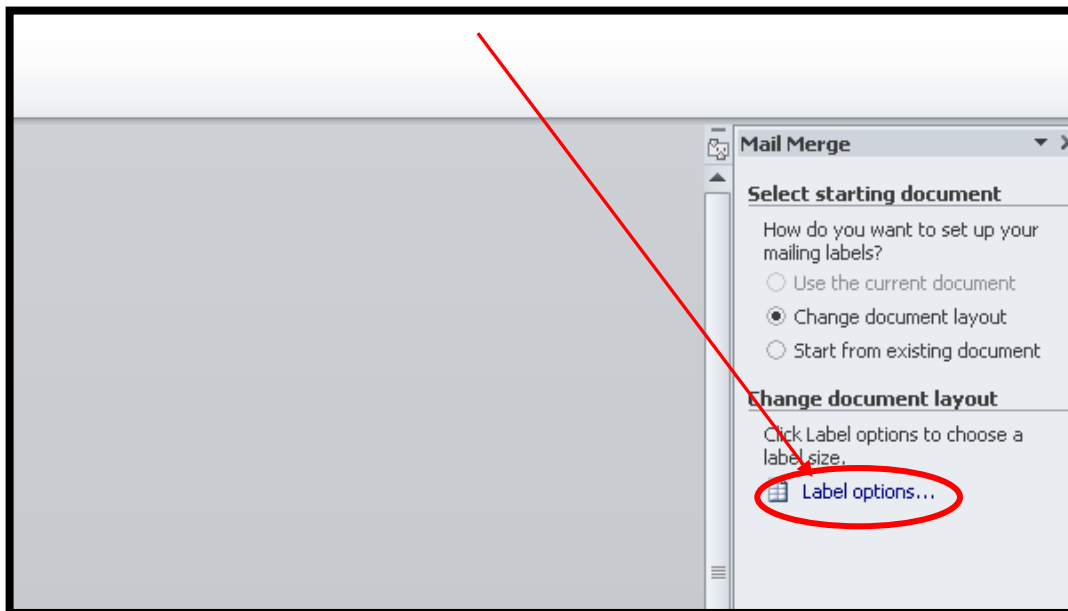 Mail Merge
Select starting document
How do you want to set up your
mailing labels?
Use the current document
Change document layout
Start from existing document
Change document layout
Click Label options to choose a
label size.
Label options...